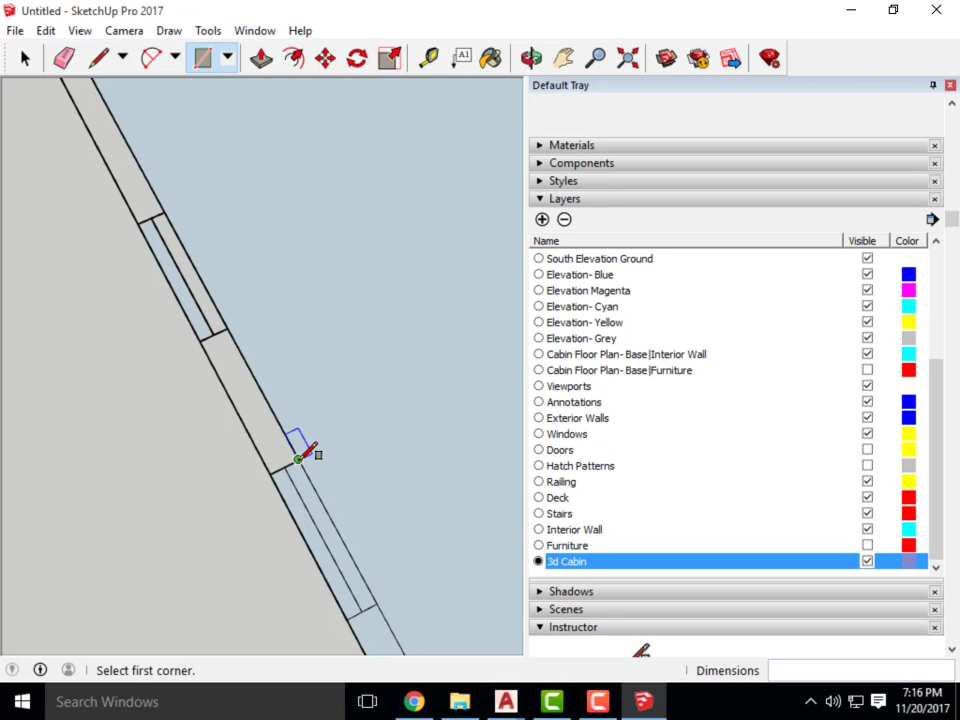 Untitled - SketchUp Pro 2017
File Edit View Camera Draw Tools Window Help
A1
Default Tray
Materials
Components
Styles
Layers
Name Visible Color
South Elevation Ground
Elevation- Blue
Elevation Magenta
Elevation- Cyan
Elevation- Yellow
Elevation- Grey
Cabin Floor Plan- Base|Interior Wall
Cabin Floor Plan- Base|Furniture
Viewports
Annotations
Exterior Walls
Windows
Doors
Hatch Patterns
Railing
Deck
Stairs
Interior Wall
Furniture
3d Cabin
Shadows
Scenes
Instructor
Select first corner. Dimensions
Search Windows
7:16 PM
11/20/2017